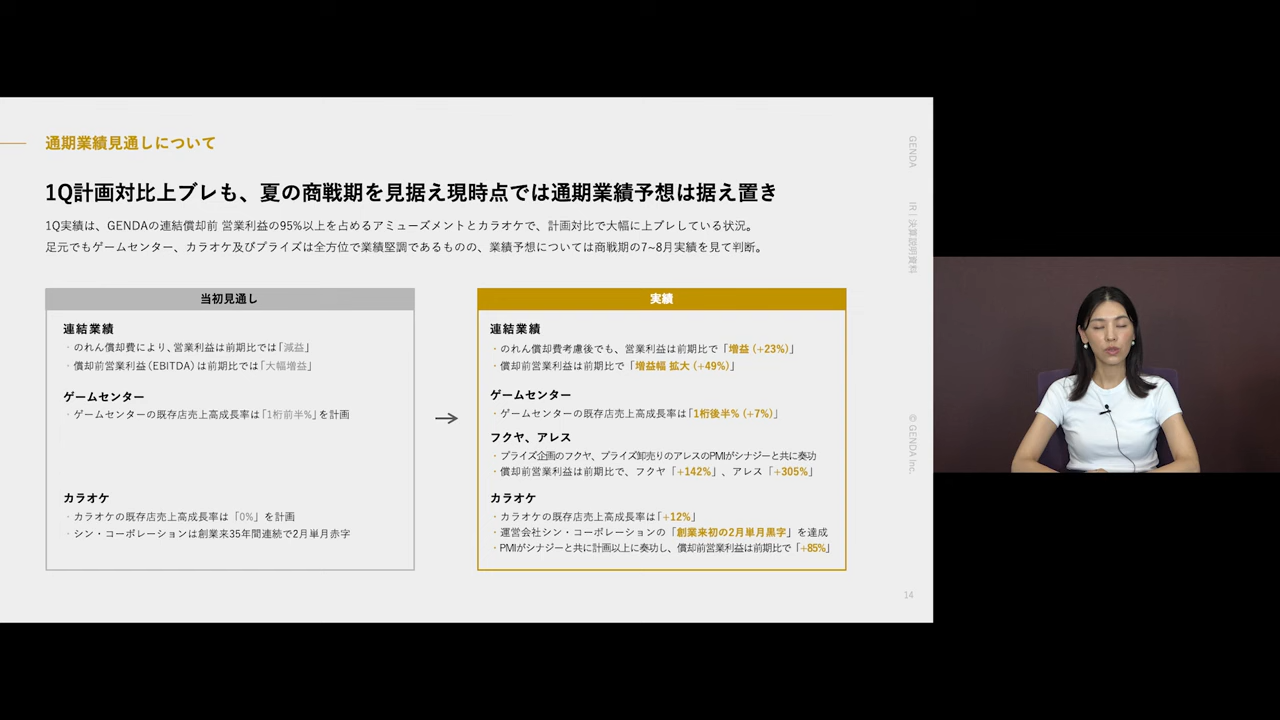 通期業績見通しについて
1Q計画対比上ブレも、夏の商戦期を見据え現時点では通期業績予想は据え置き
1Q実績は、GENDAの連結償却前 営業利益の95%以上を占めるアミューズメントとカラオケで、計画対比で大幅に上ブレしている状況。
足元でもゲームセンター、カラオケ及びプライズは全方位で業績堅調であるものの、業績予想については商戦期の7~8月実績を見て判断。
当初見通し
連結業績
・のれん償却費により、営業利益は前期比では「減益」
・償却前営業利益（EBITDA）は前期比では「大幅増益」
ゲームセンター
・ゲームセンターの既存店売上高成長率は「1桁前半%」を計画
カラオケ
・カラオケの既存店売上高成長率は「0%」を計画
・シン・コーポレーションは創業来35年間連続で2月単月赤字
→
実績
連結業績
・のれん償却費考慮後でも、営業利益は前期比で「増益 (+23%)」
・償却前営業利益は前期比で「増益幅 拡大 (+49%)」
ゲームセンター
・ゲームセンターの既存店売上高成長率は「1桁後半% (+7%)」
フクヤ、アレス
・プライズ企画のフクヤ、プライズ卸売りのアレスのPMIがシナジーと共に奏功
・償却前営業利益は前期比で、フクヤ「+142%」、アレス「+305%」
カラオケ
・カラオケの既存店売上高成長率は「+12%」
・運営会社シン・コーポレーションの「創業来初の2月単月黒字」を達成
・PMIがシナジーと共に計画以上に奏功し、償却前営業利益は前期比で「+85%」
GENDA
IR | 決算説明資料
© GENDA Inc.
14